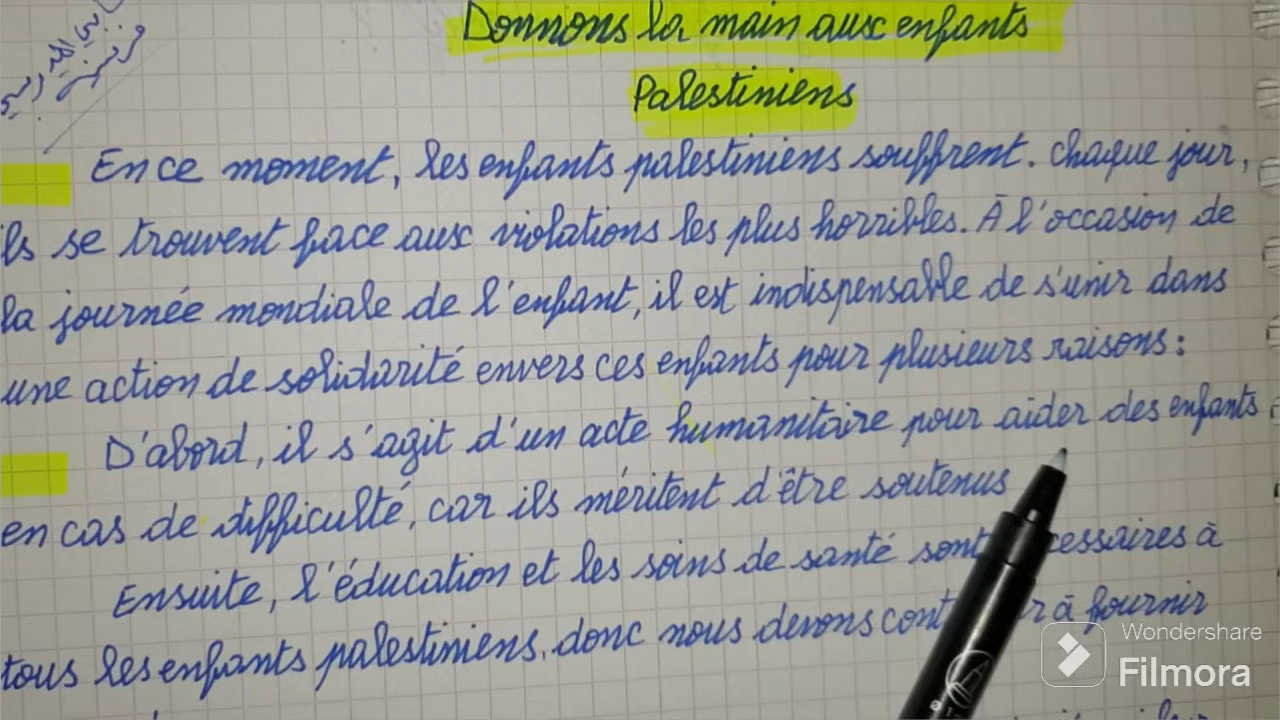 Donnons la main aux enfants
Palestiniens
En ce moment, les enfants palestiniens souffrent. Chaque jour,
ils se trouvent face aux violations les plus horribles. À l'occasion de
la journée mondiale de l'enfant, il est indispensable de s'unir dans
une action de solidarité envers ces enfants pour plusieurs raisons :
D'abord, il s'agit d'un acte humanitaire pour aider des enfants
en cas de difficulté, car ils méritent d'être soutenus
Ensuite, l'éducation et les soins de santé sont cessaires à
tous les enfants palestiniens. donc nous devons cont r à fournir
Wondershare
Filmora